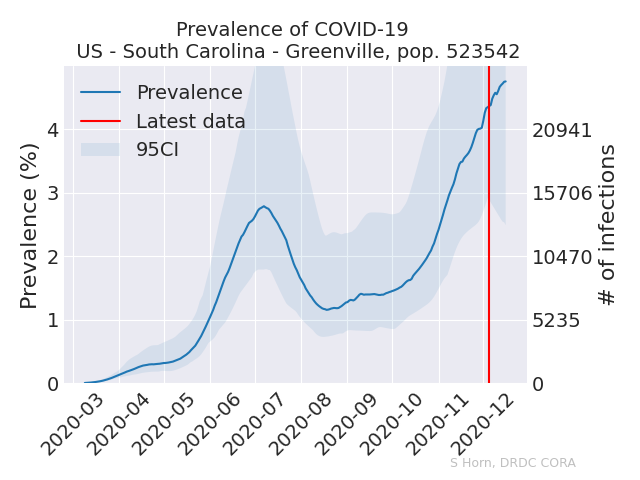 Prevalence of COVID-19
US - South Carolina - Greenville, pop. 523542
Prevalence
Latest data
95CI
Prevalence (%)
4
3
2
1
0
20941
15706
10470
5235
0
# of infections
2020-03
2020-04
2020-05
2020-06
2020-07
2020-08
2020-09
2020-10
2020-11
2020-12
S Horn, DRDC CORA